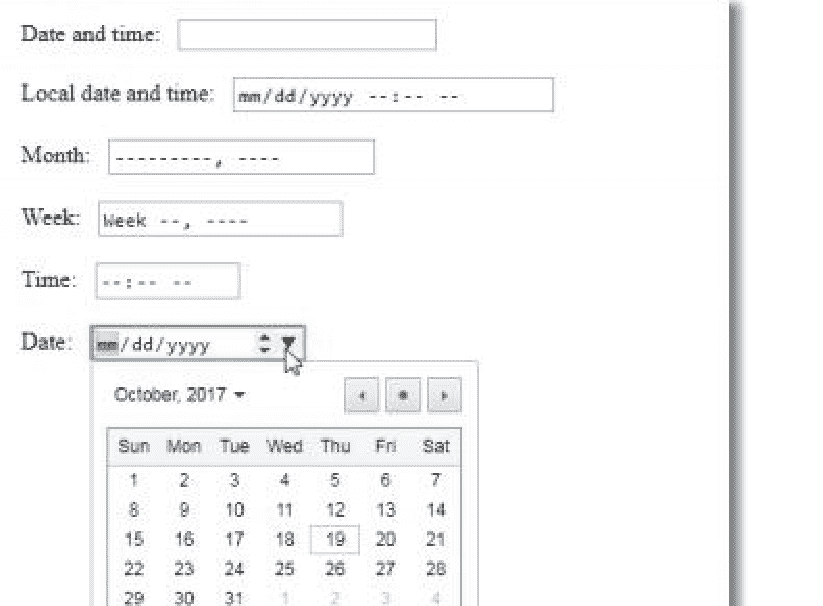 Date and time:
Local date and time: mm/dd/yyyy --:-- --
Month: ---------, ----
Week: Week --, ----
Time: --:-- --
Date: mm/dd/yyyy
October, 2017
Sun Mon Tue Wed Thu Fri Sat
1 2 3 4 5 6 7
8 9 10 11 12 13 14
15 16 17 18 19 20 21
22 23 24 25 26 27 28
29 30 31 1 2 3 4